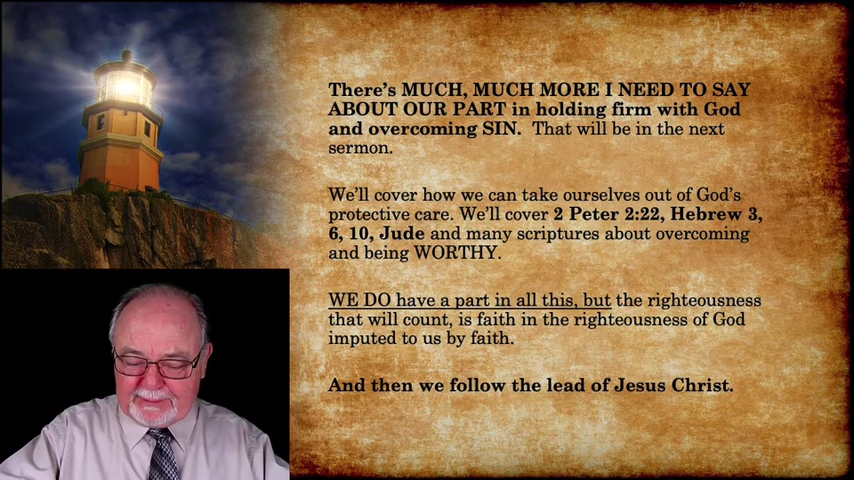 There's MUCH, MUCH MORE I NEED TO SAY
ABOUT OUR PART in holding firm with God
and overcoming SIN. That will be in the next
sermon.
We'll cover how we can take ourselves out of God's
protective care. We'll cover 2 Peter 2:22, Hebrew 3,
6, 10, Jude and many scriptures about overcoming
and being WORTHY.
WE DO have a part in all this, but the righteousness
that will count, is faith in the righteousness of God
imputed to us by faith.
And then we follow the lead of Jesus Christ.